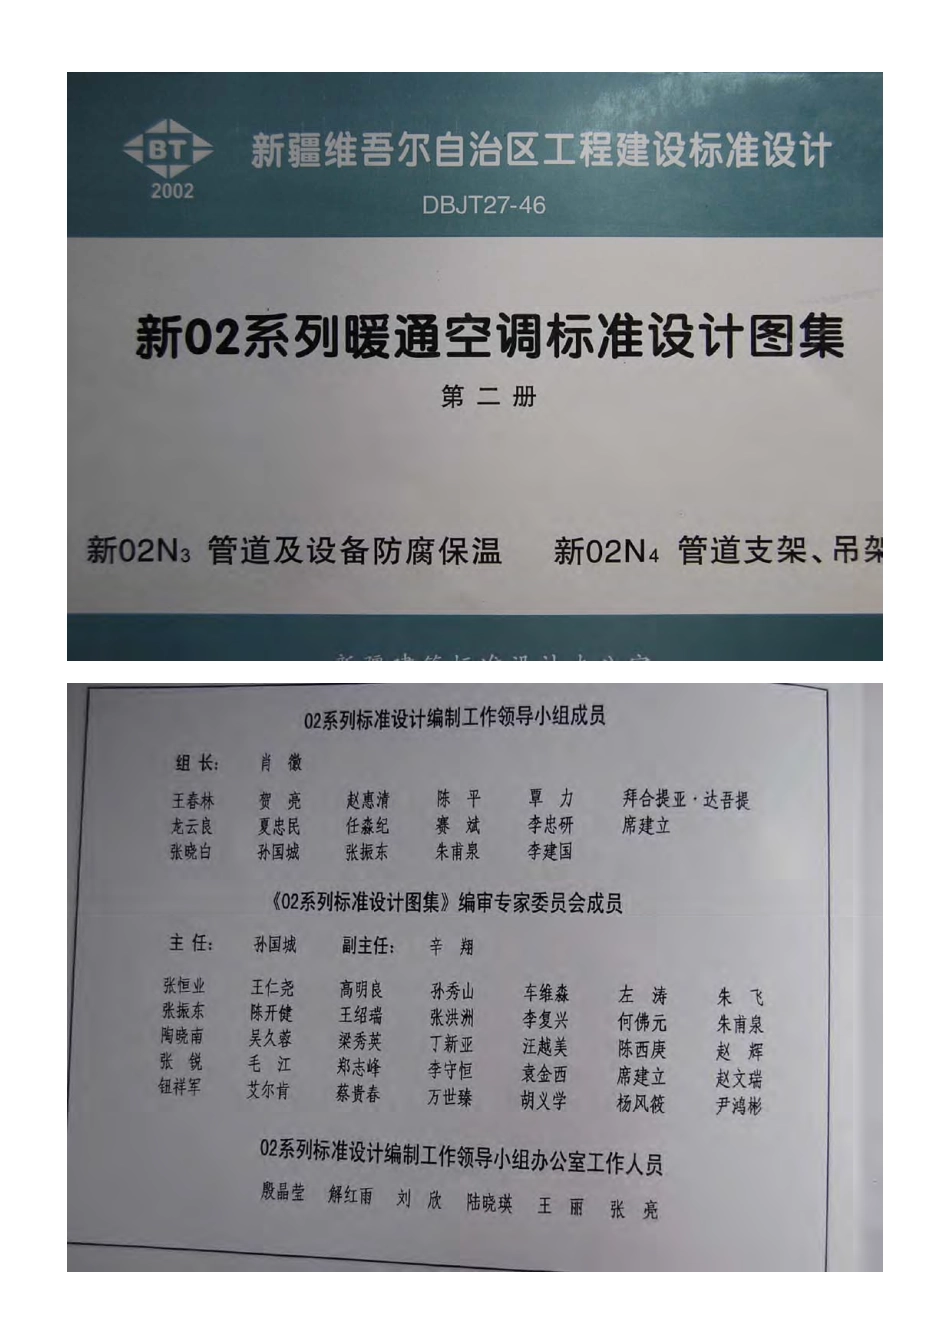 BT
2002
新疆维吾尔自治区工程建设标准设计
DBJT27-46
新02系列暖通空调标准设计图集
第二册
新02N3 管道及设备防腐保温 新02N4 管道支架、吊架
新疆建筑标准设计办公室
02系列标准设计编制工作领导小组成员
组长: 肖 徽
王春林 贺 亮 赵惠清 陈 平 覃 力 拜合提亚·达吾提
龙云良 夏忠民 任淼纪 赛 斌 李忠研 席建立
张晓白 孙国城 张振东 朱甫泉 李建国
《02系列标准设计图集》编审专家委员会成员
主任: 孙国城 副主任: 辛 翔
张恒业 王仁尧 高明良 孙秀山 车维淼 左 涛 朱 飞
张振东 陈开健 王绍瑞 张洪洲 李复兴 何佛元 朱甫泉
陶晓南 吴久蓉 梁秀英 丁新亚 汪越美 陈西庚 赵 辉
张 锐 毛 江 郑志峰 李守恒 袁金西 席建立 赵文瑞
钮祥军 艾尔肯 蔡贵春 万世臻 胡义学 杨风筱 尹鸿彬
02系列标准设计编制工作领导小组办公室工作人员
殷晶莹 解红雨 刘 欣 陆晓瑛 王 丽 张 亮